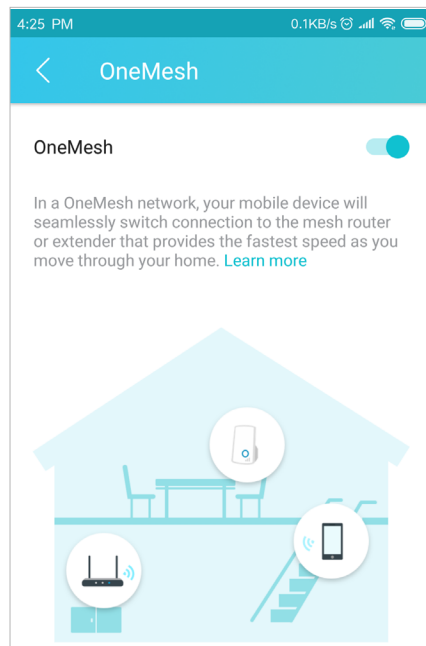 4:25 PM 0.1KB/s
OneMesh
OneMesh
In a OneMesh network, your mobile device will
seamlessly switch connection to the mesh router
or extender that provides the fastest speed as you
move through your home. Learn more